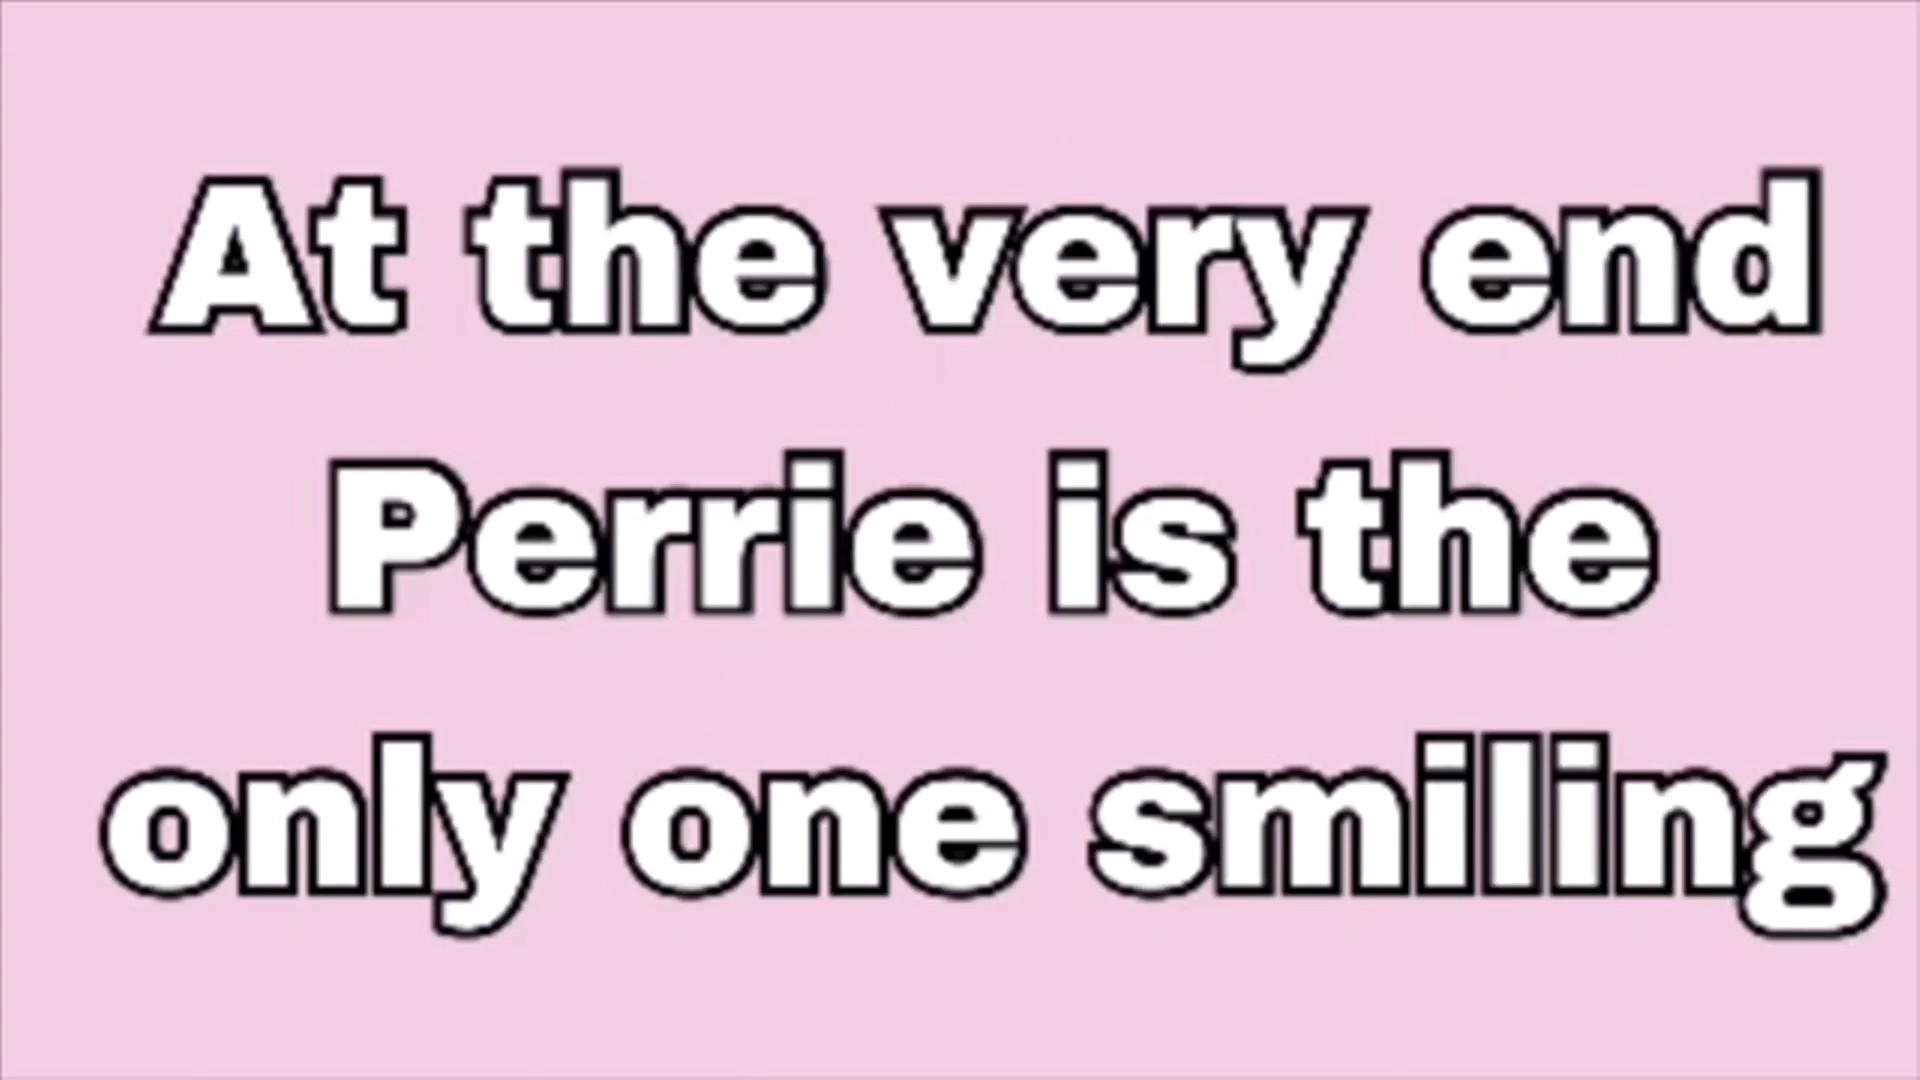 At the very end
Perrie is the
only one smiling